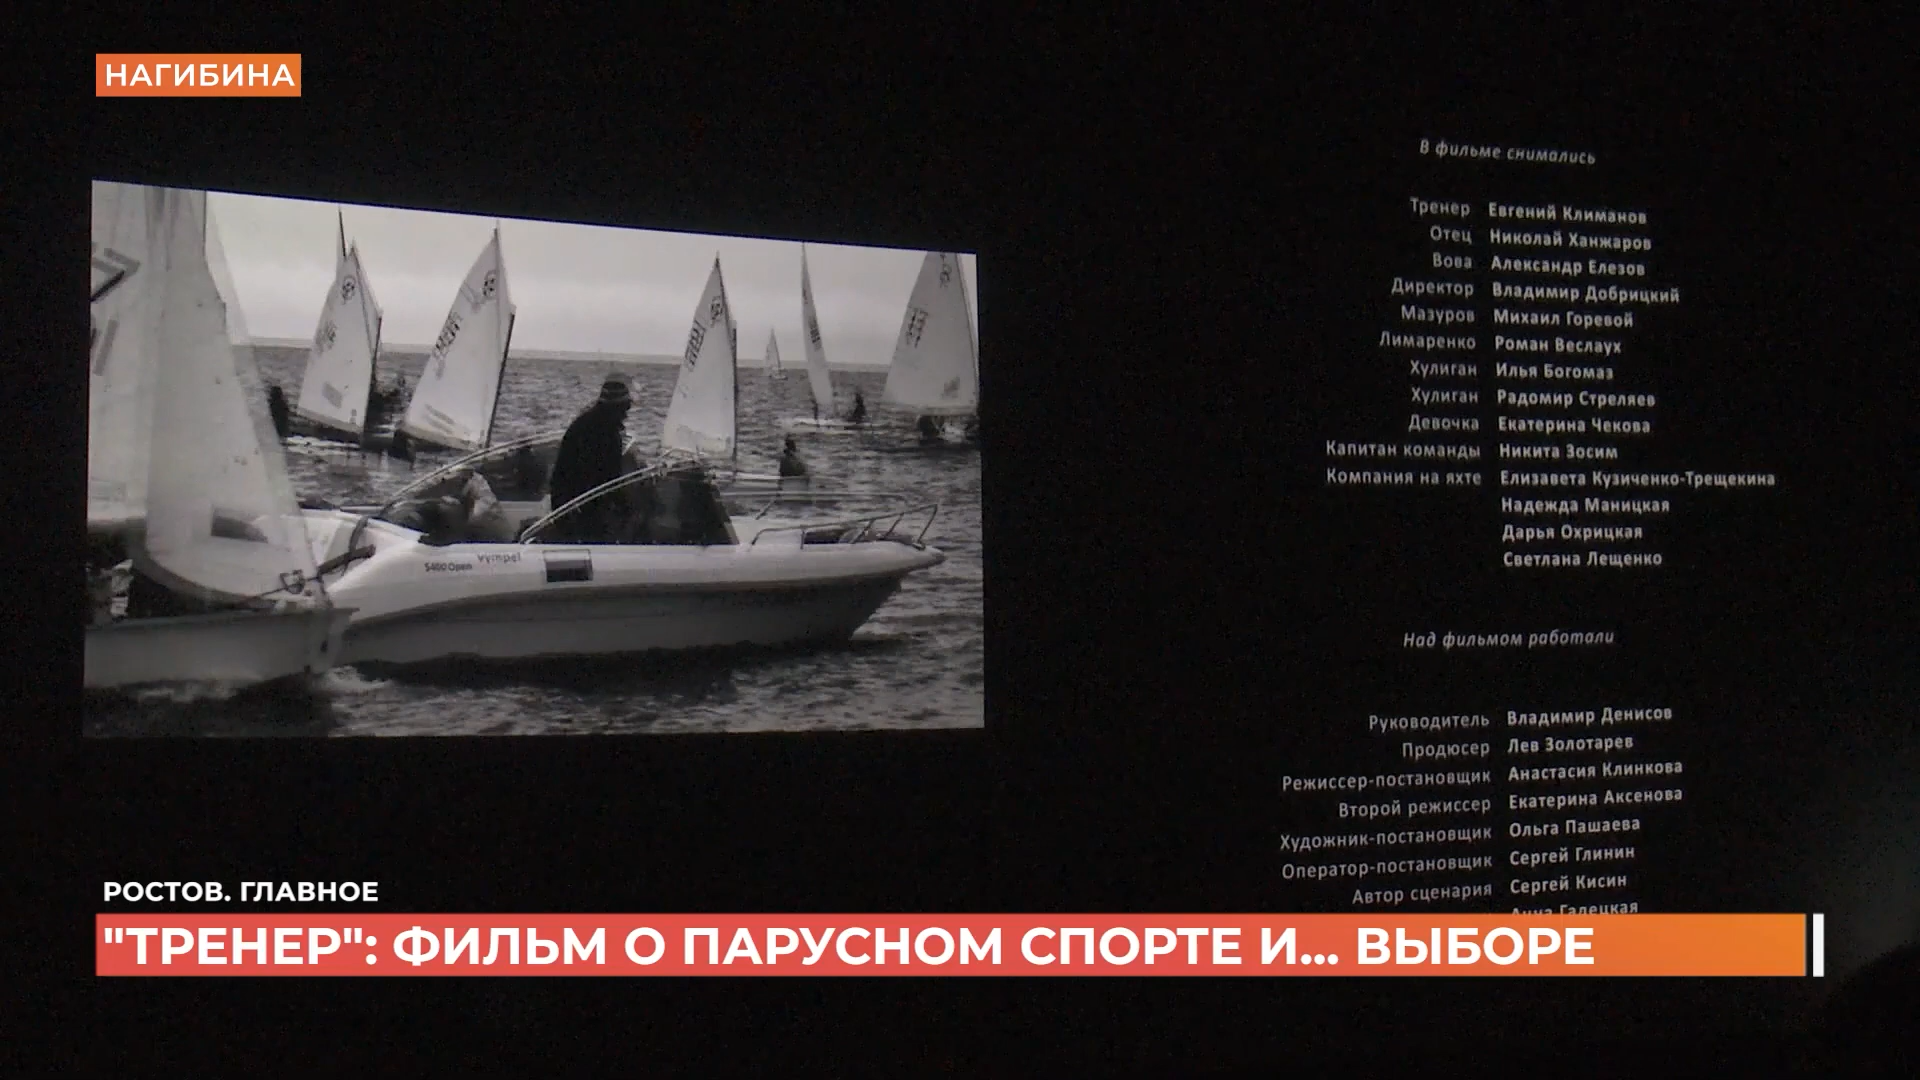 НАГИБИНА
В фильме снимались
Тренер Евгений Климанов
Отец Николай Ханжаров
Вова Александр Елезов
Директор Владимир Добрицкий
Мазуров Михаил Горевой
Лимаренко Роман Веслаух
Хулиган Илья Богомаз
Хулиган Радомир Стреляев
Девочка Екатерина Чекова
Капитан команды Никита Зосим
Компания на яхте Елизавета Кузиченко-Трещекина
Надежда Маницкая
Дарья Охрицкая
Светлана Лещенко
S400 Open vympel
Над фильмом работали
Руководитель Владимир Денисов
Продюсер Лев Золотарев
Режиссер-постановщик Анастасия Клинкова
Второй режиссер Екатерина Аксенова
Художник-постановщик Ольга Пашаева
Оператор-постановщик Сергей Глинин
Автор сценария Сергей Кисин
Анна Галецкая
РОСТОВ. ГЛАВНОЕ
"ТРЕНЕР": ФИЛЬМ О ПАРУСНОМ СПОРТЕ И... ВЫБОРЕ